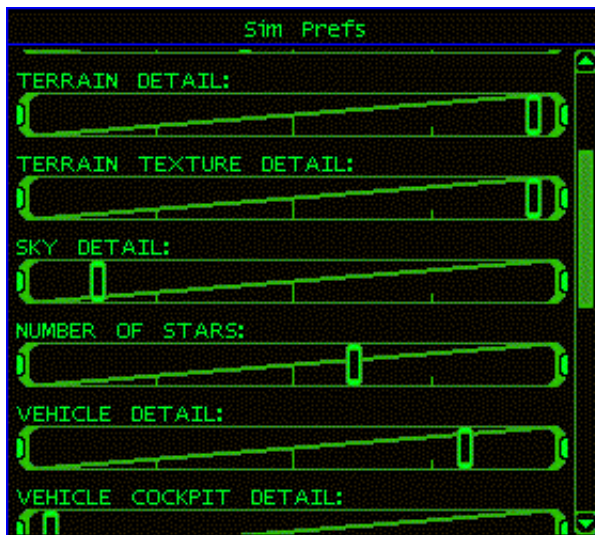 Sim Prefs
TERRAIN DETAIL:
TERRAIN TEXTURE DETAIL:
SKY DETAIL:
NUMBER OF STARS:
VEHICLE DETAIL:
VEHICLE COCKPIT DETAIL: